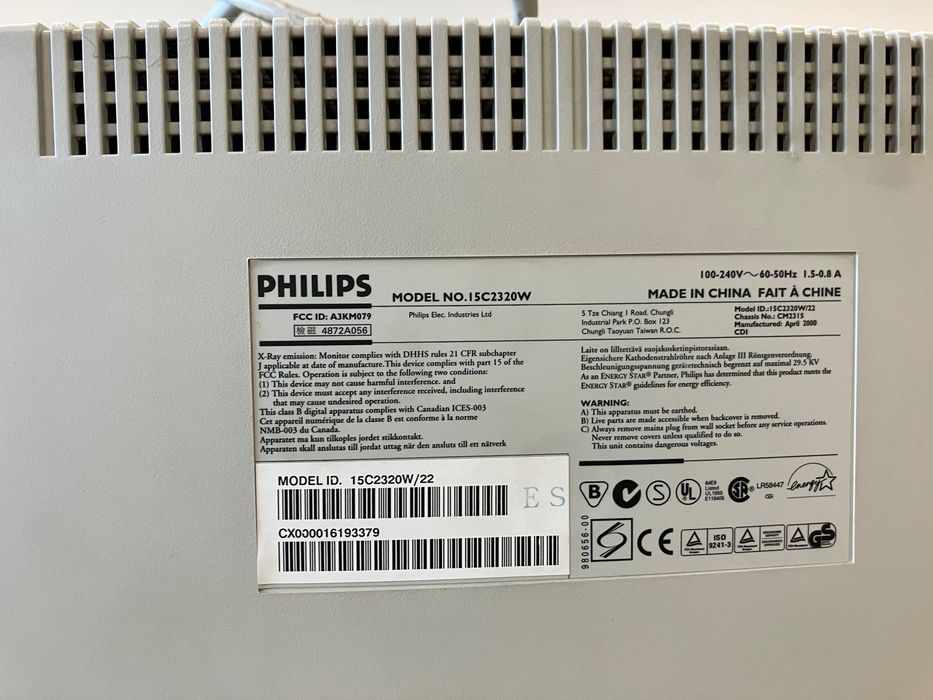 PHILIPS
MODEL NO.15C2320W
FCC ID: A3KM079
Philips Elec. Industries Ltd
檢磁 4872A056
100-240V～60-50Hz 1.5-0.8 A
MADE IN CHINA FAIT À CHINE
5 Tze Chiang 1 Road. Chungli
Industrial Park P.O. Box 123
Chungli Taoyuan Taiwan R.O.C.
Model ID.:15C2320W/22
Chassis No.: CM2315
Manufactured: April 2000
CDI
X-Ray emission: Monitor complies with DHHS rules 21 CFR subchapter
J applicable at date of manufacture.This device complies with part 15 of the
FCC Rules. Operation is subject to the following two conditions:
(1) This device may not cause harmful interference. and
(2) This device must accept any interference received, including interference
that may cause undesired operation.
This class B digital apparatus complies with Canadian ICES-003
Cet appareil numérique de la classe B est conforme à la norme
NMB-003 du Canada.
Apparatet ma kun tilkoples jordet stikkontakt.
Apparaten skall anslutas till jordat uttag när den ansluts till ett nätverk
Laite on lilltettävä suojakosketinpistorasiaan.
Eigensichere Kathodenstrahlröhre nach Anlage III Röntgenverordnung.
Beschleunigungsspannung gerätetechnisch begrenzt auf maximal 29.5 KV
As an ENERGY STAR® Partner, Philips has determined that this product meets the
ENERGY STAR® guidelines for energy efficiency.
WARNING:
A) This apparatus must be earthed.
B) Live parts are made accessible when backcover is removed.
C) Always remove mains plug from wall socket before any service operations.
Never remove covers unless qualified to do so.
This unit contains dangerous voltages.
MODEL ID. 15C2320W/22
CX000016193379
E S
B
S
UL
64E9
Listed
UL1950
E118405
LR58447
energy
980656-00
CE
ISO
9241-3
GS